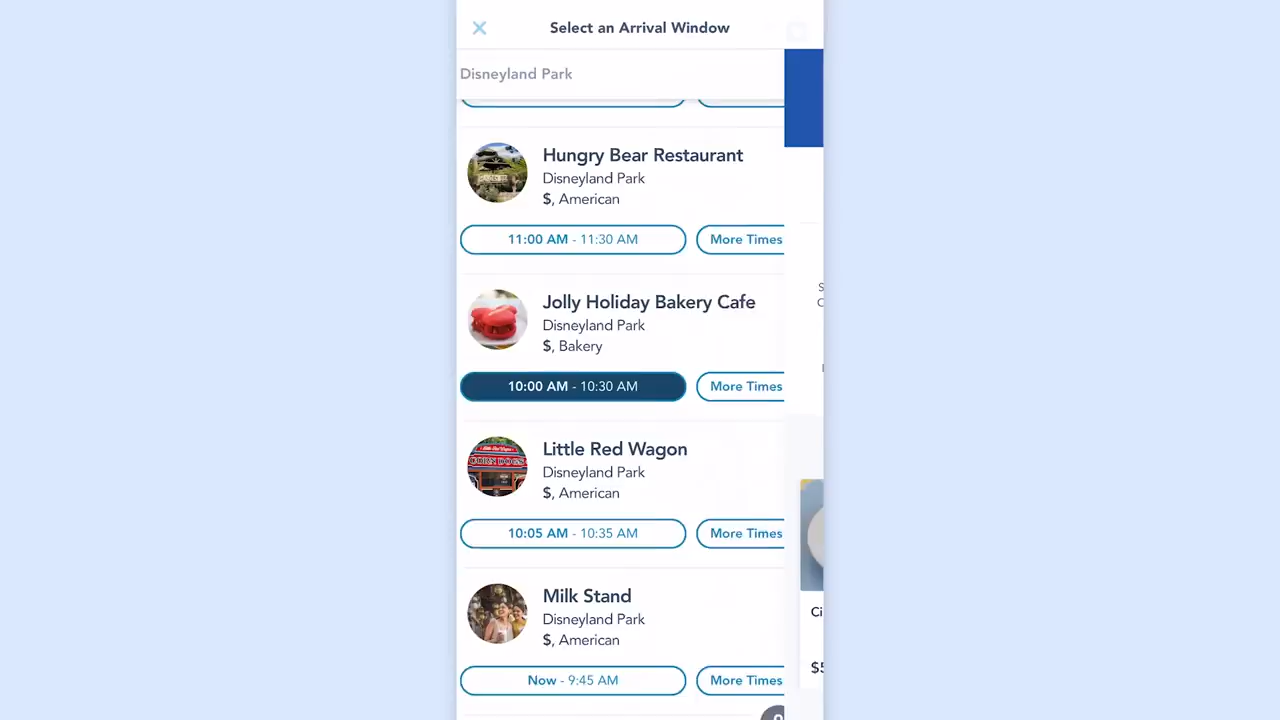 Select an Arrival Window
Disneyland Park
Hungry Bear Restaurant
Disneyland Park
$, American
11:00 AM - 11:30 AM
More Times
Jolly Holiday Bakery Cafe
Disneyland Park
$, Bakery
10:00 AM - 10:30 AM
More Times
Little Red Wagon
Disneyland Park
$, American
CORN DOGS
10:05 AM - 10:35 AM
More Times
Milk Stand
Disneyland Park
$, American
Ci
Now - 9:45 AM
More Times